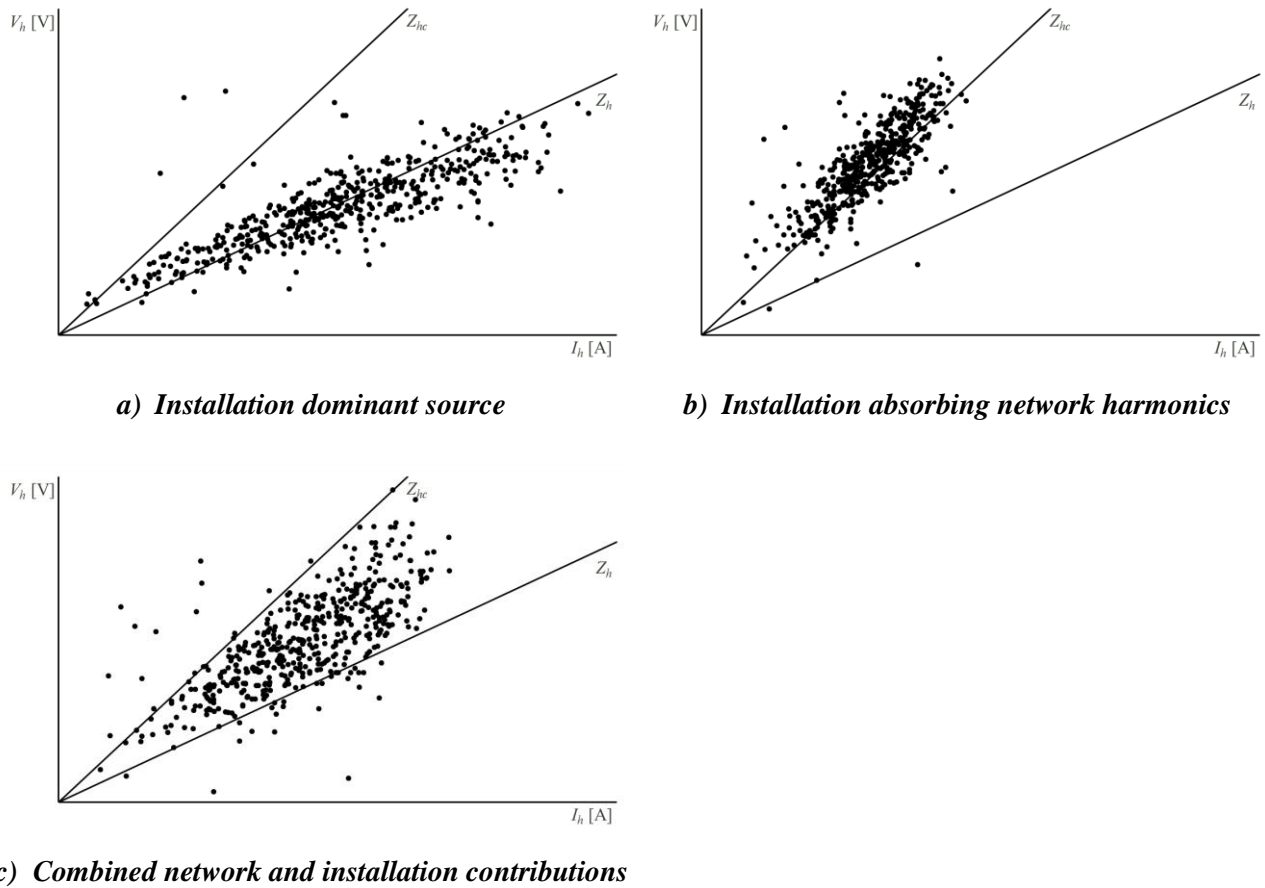 V_h [V]
Z_hc
Z_h
I_h [A]
a) Installation dominant source
V_h [V]
Z_hc
Z_h
I_h [A]
b) Installation absorbing network harmonics
V_h [V]
Z_hc
Z_h
I_h [A]
c) Combined network and installation contributions